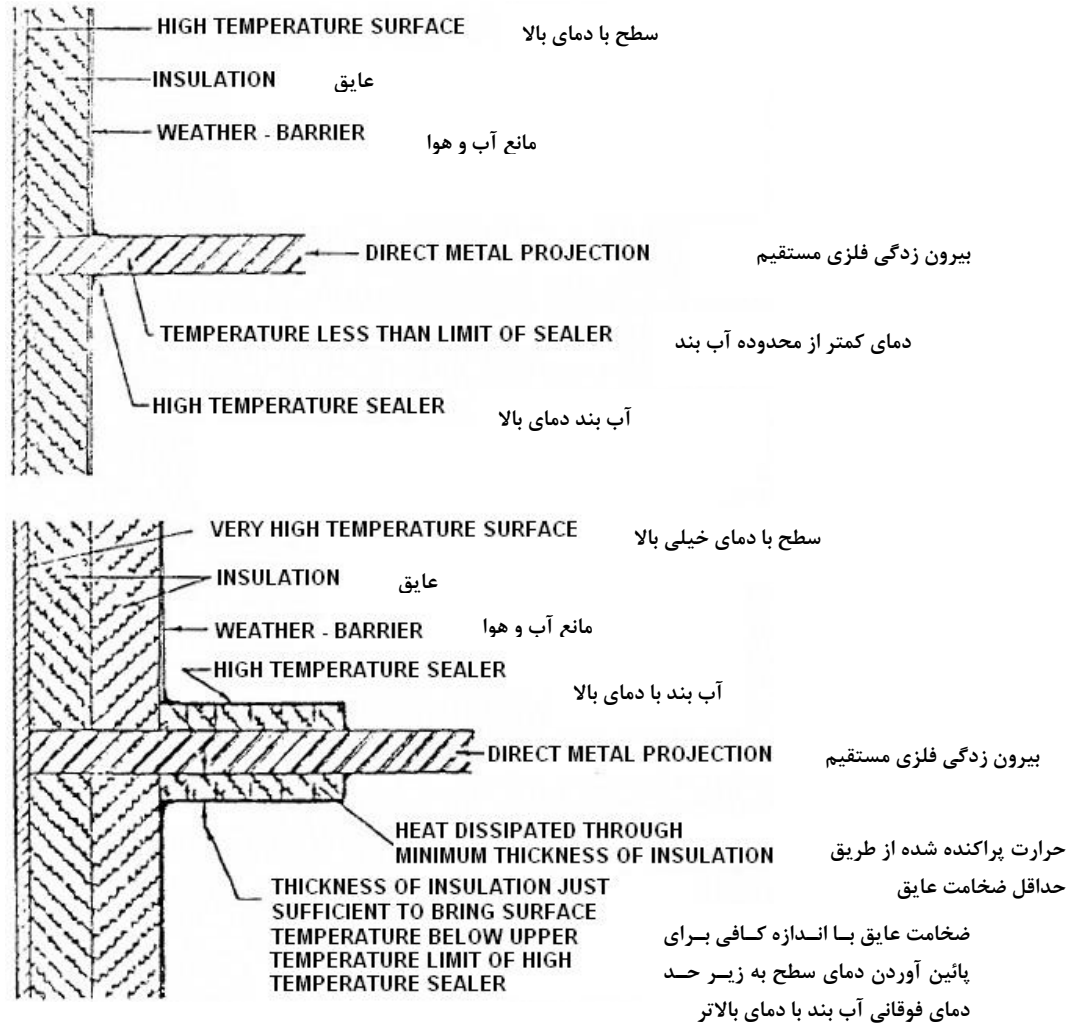 HIGH TEMPERATURE SURFACE سطح با دمای بالا
INSULATION عایق
WEATHER - BARRIER مانع آب و هوا
DIRECT METAL PROJECTION بیرون زدگی فلزی مستقیم
TEMPERATURE LESS THAN LIMIT OF SEALER دمای کمتر از محدوده آب بند
HIGH TEMPERATURE SEALER آب بند دمای بالا
VERY HIGH TEMPERATURE SURFACE سطح با دمای خیلی بالا
INSULATION عایق
WEATHER - BARRIER مانع آب و هوا
HIGH TEMPERATURE SEALER
آب بند با دمای بالا
DIRECT METAL PROJECTION بیرون زدگی فلزی مستقیم
HEAT DISSIPATED THROUGH
MINIMUM THICKNESS OF INSULATION
حرارت پراکنده شده از طریق
حداقل ضخامت عایق
THICKNESS OF INSULATION JUST
SUFFICIENT TO BRING SURFACE
TEMPERATURE BELOW UPPER
TEMPERATURE LIMIT OF HIGH
TEMPERATURE SEALER
ضخامت عایق بـا انـدازه کـافی بـرای
پائین آوردن دمای سطح به زیـر حـد
دمای فوقانی آب بند با دمای بالاتر